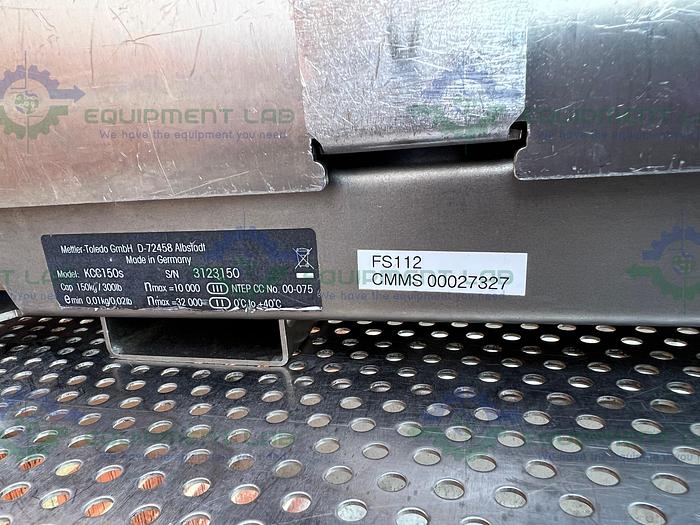 EQUIPMENT LAB
We have the equipment you need
Mettler-Toledo GmbH D-72458 Albstadt
Made in Germany
Model: KCC150s S/N 3123150
Cap 150kg/300lb nmax=10 000 III NTEP CC No. 00-075
emin 0,01kg/0,02lb nmax=32 000 II 0°C to +40°C
FS112
CMMS 00027327